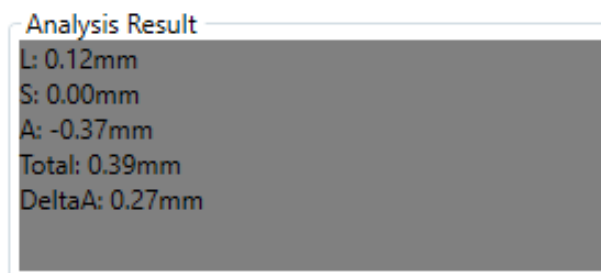 Analysis Result
L: 0.12mm
S: 0.00mm
A: -0.37mm
Total: 0.39mm
DeltaA: 0.27mm